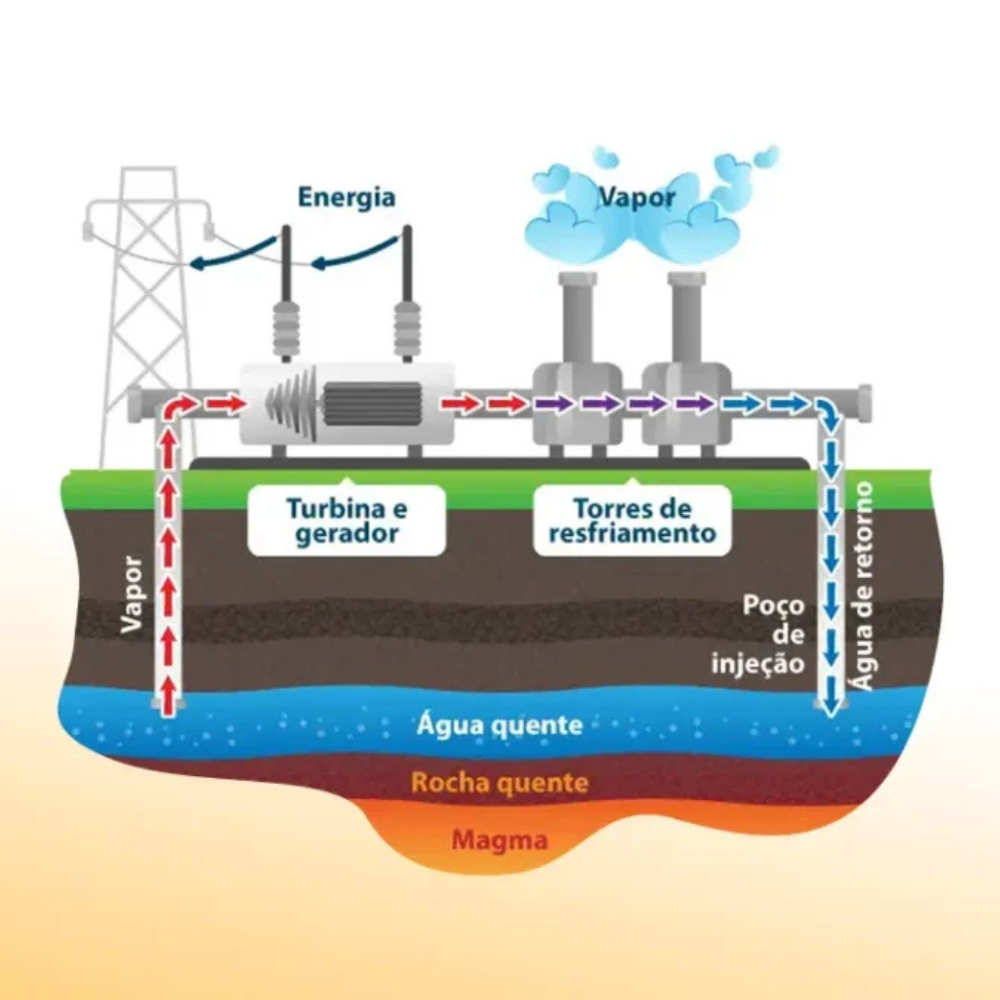 Energia
Vapor
Turbina e
gerador
Torres de
resfriamento
Vapor
Poço
de
injeção
Água de retorno
Água quente
Rocha quente
Magma